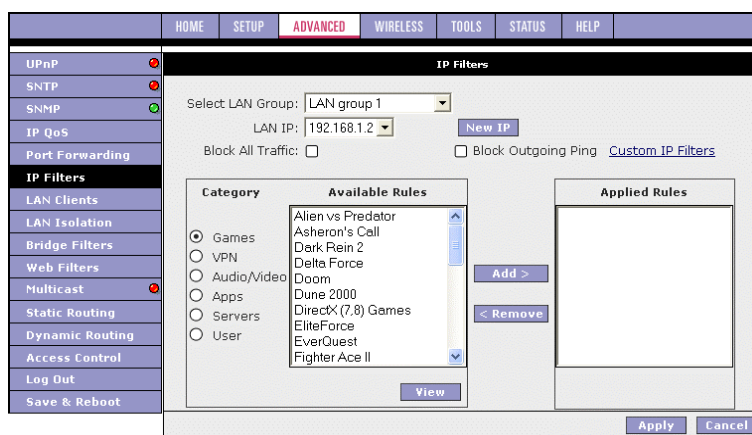 HOME SETUP ADVANCED WIRELESS TOOLS STATUS HELP
UPnP
SNTP
SNMP
IP QoS
Port Forwarding
IP Filters
LAN Clients
LAN Isolation
Bridge Filters
Web Filters
Multicast
Static Routing
Dynamic Routing
Access Control
Log Out
Save & Reboot
IP Filters
Select LAN Group: LAN group 1
LAN IP: 192.168.1.2 New IP
Block All Traffic: Block Outgoing Ping Custom IP Filters
Category
Games
VPN
Audio/Video
Apps
Servers
User
Available Rules
Alien vs Predator
Asheron's Call
Dark Rein 2
Delta Force
Doom
Dune 2000
DirectX (7,8) Games
EliteForce
EverQuest
Fighter Ace II
View
Add >
< Remove
Applied Rules
Apply Cancel